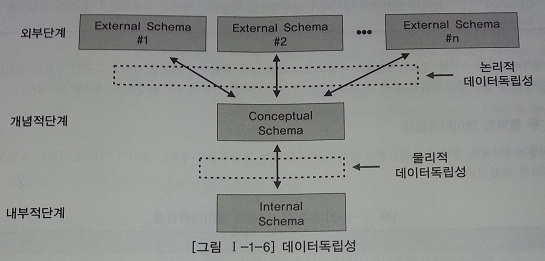 외부단계
External Schema
#1
External Schema
#2
•••
External Schema
#n
논리적
데이터독립성
개념적단계
Conceptual
Schema
물리적
데이터독립성
내부적단계
Internal
Schema
[그림 Ⅰ-1-6] 데이터독립성